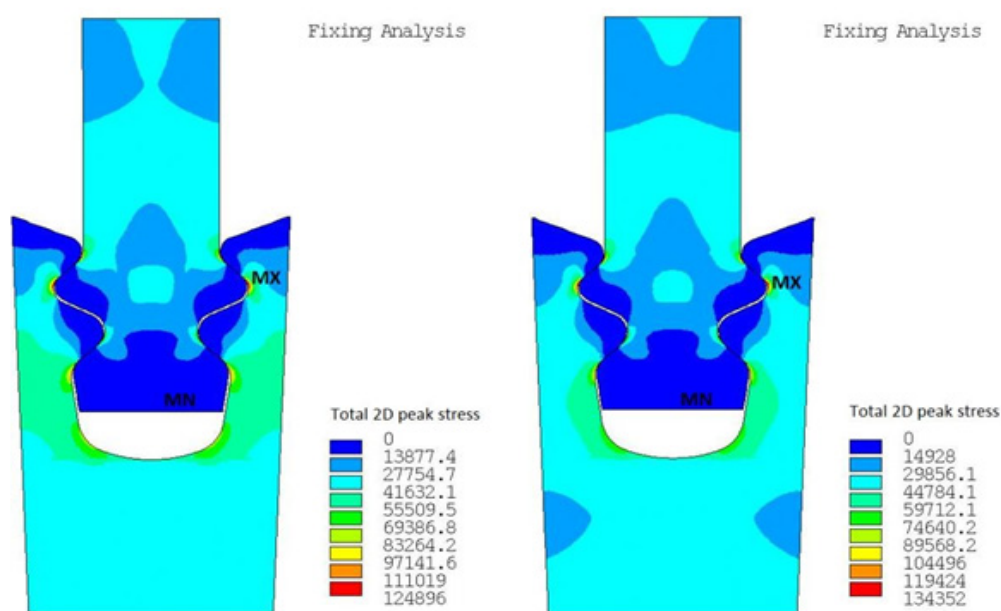 Fixing Analysis
MX
MN
Total 2D peak stress
0
13877.4
27754.7
41632.1
55509.5
69386.8
83264.2
97141.6
111019
124896
Fixing Analysis
MX
MN
Total 2D peak stress
0
14928
29856.1
44784.1
59712.1
74640.2
89568.2
104496
119424
134352